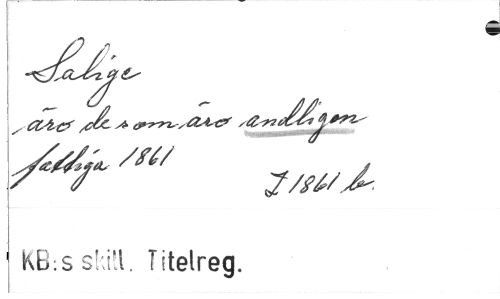 Salige
äro de som äro andligen
fattiga 1861
I 1861 b.
KB:s skill. Titelreg.